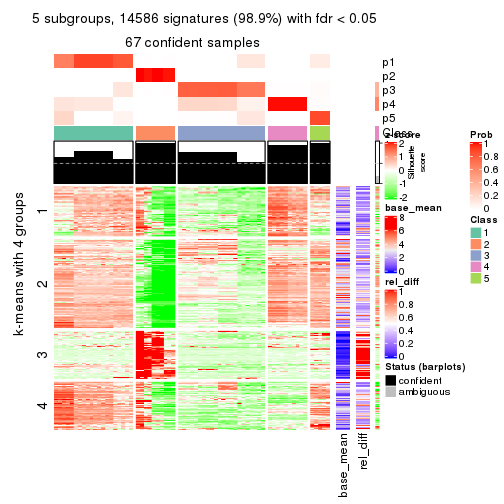 5 subgroups, 14586 signatures (98.9%) with fdr < 0.05
67 confident samples
p1
p2
p3
p4
p5
Class
Silhouette
score
k-means with 4 groups
1
2
3
4
base_mean
rel_diff
z-score
2
1
0
-1
-2
base_mean
8
6
4
2
0
rel_diff
1
0.8
0.6
0.4
0.2
0
Status (barplots)
confident
ambiguous
Prob
1
0.8
0.6
0.4
0.2
0
Class
1
2
3
4
5